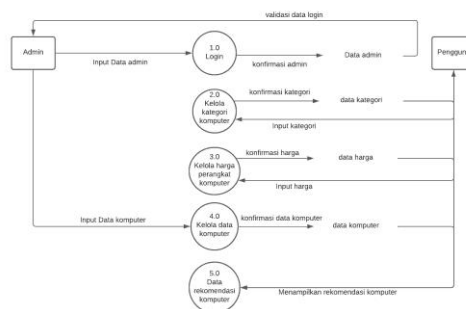 validasi data login
Admin
Input Data admin
1.0
Login
konfirmasi admin
Data admin
Penggun
2.0
Kelola
kategori
komputer
konfirmasi kategori
data kategori
Input kategori
3.0
Kelola harga
perangkat
komputer
konfirmasi harga
data harga
Input harga
Input Data komputer
4.0
Kelola data
komputer
konfirmasi data komputer
data komputer
5.0
Data
rekomendasi
komputer
Menampilkan rekomendasi komputer